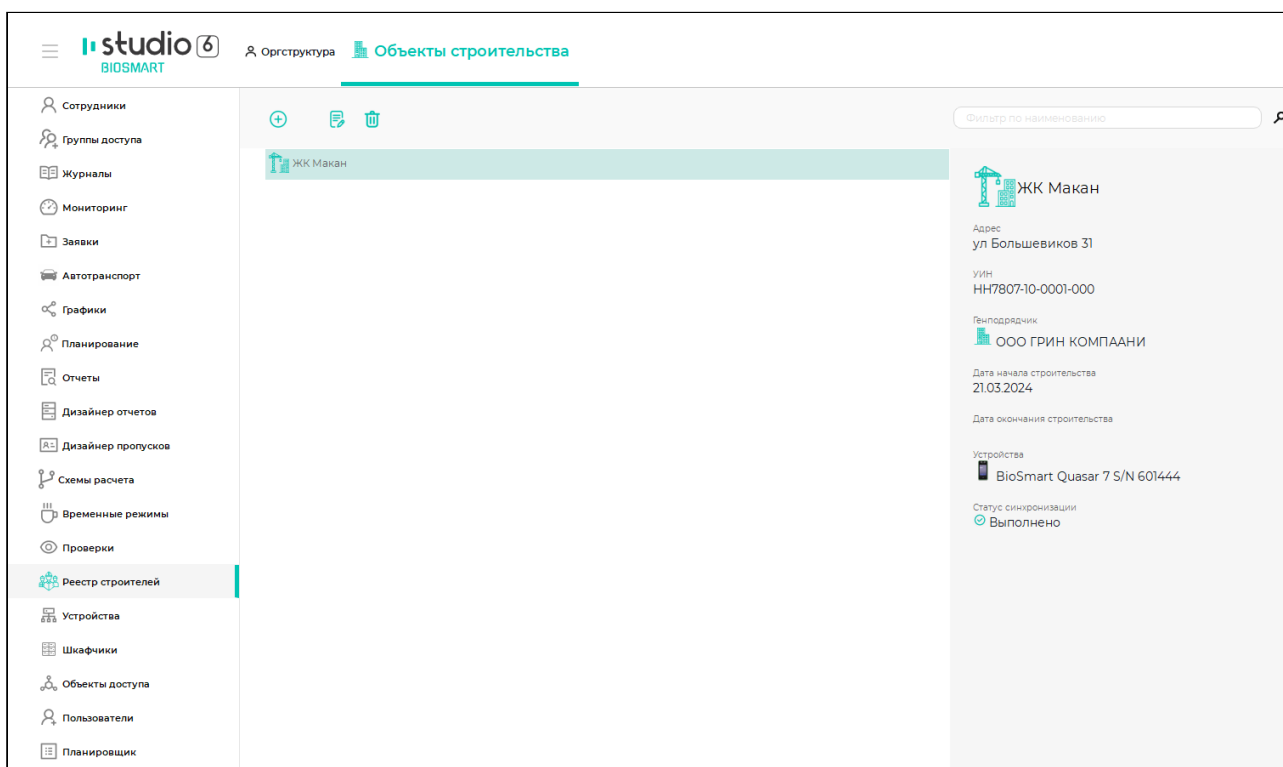 studio 6
BIOSMART
Оргструктура
Объекты строительства
Сотрудники
Группы доступа
Журналы
Мониторинг
Заявки
Автотранспорт
Графики
Планирование
Отчеты
Дизайнер отчетов
Дизайнер пропусков
Схемы расчета
Временные режимы
Проверки
Реестр строителей
Устройства
Шкафчики
Объекты доступа
Пользователи
Планировщик
Фильтр по наименованию
ЖК Макан
ЖК Макан
Адрес
ул Большевиков 31
УИН
НН7807-10-0001-000
Генподрядчик
ООО ГРИН КОМПААНИ
Дата начала строительства
21.03.2024
Дата окончания строительства
Устройства
BioSmart Quasar 7 S/N 601444
Статус синхронизации
Выполнено